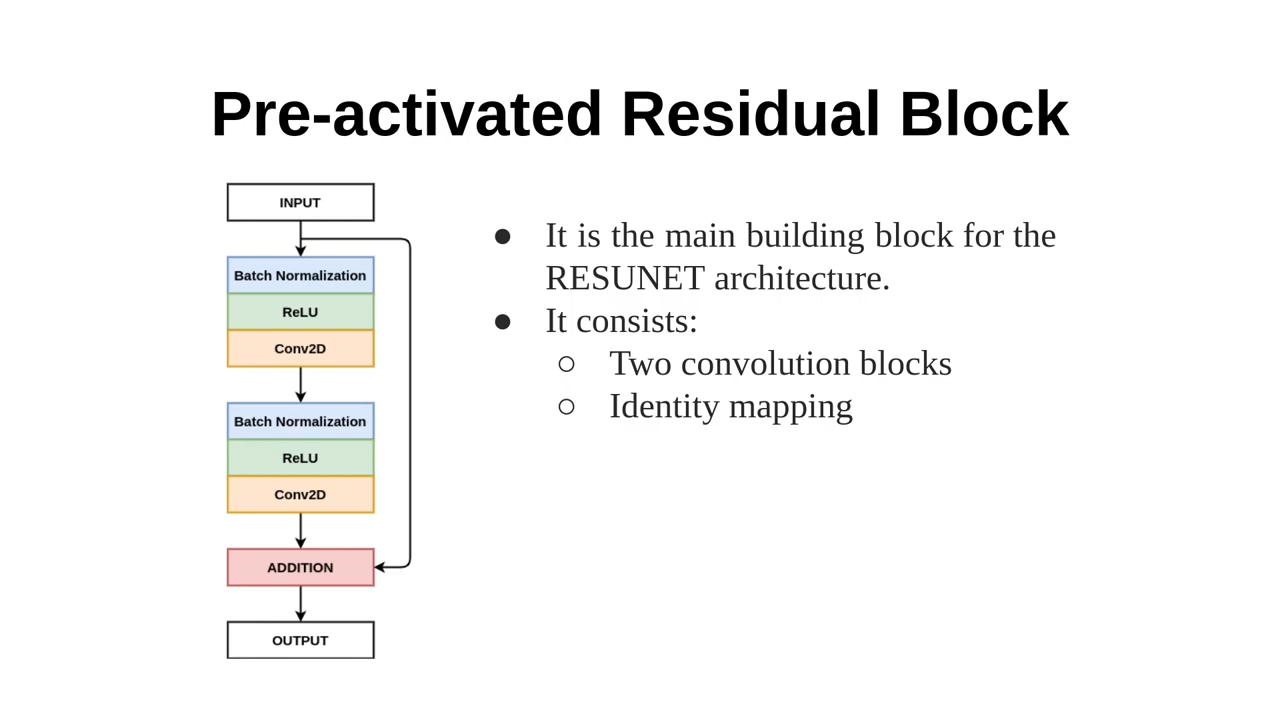 Pre-activated Residual Block
INPUT
Batch Normalization
ReLU
Conv2D
Batch Normalization
ReLU
Conv2D
ADDITION
OUTPUT
● It is the main building block for the
RESUNET architecture.
● It consists:
○ Two convolution blocks
○ Identity mapping